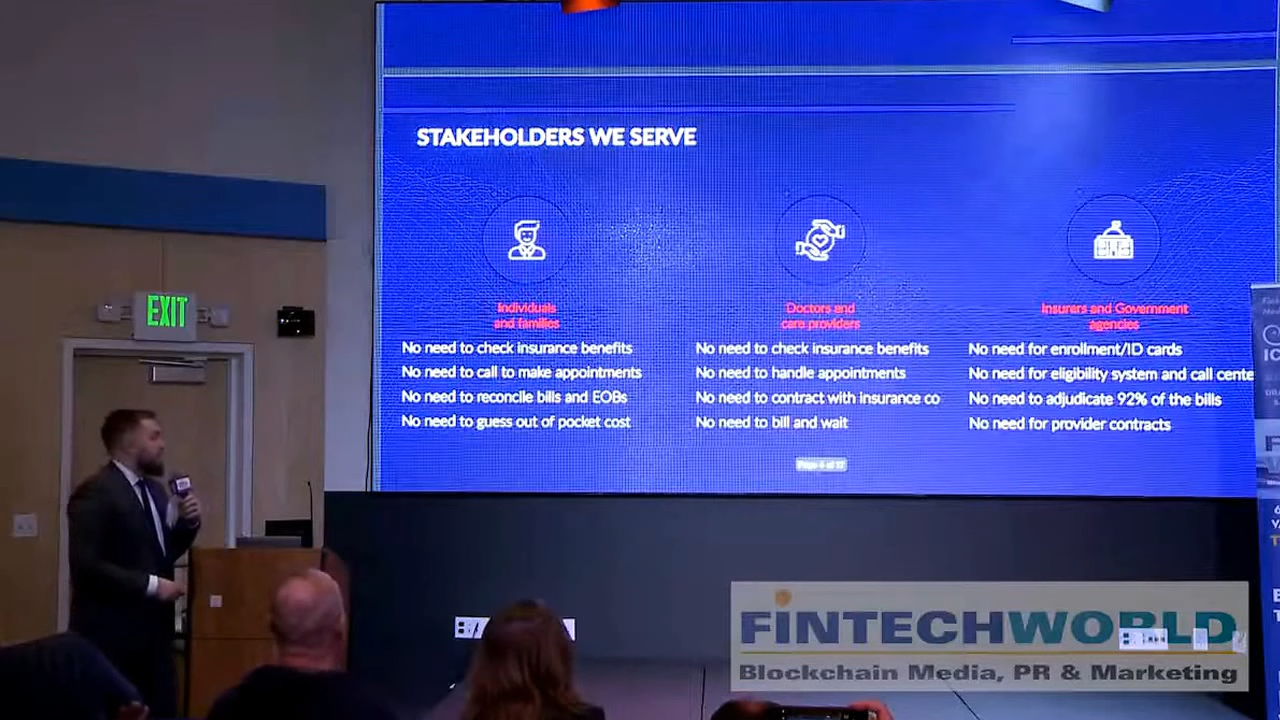 STAKEHOLDERS WE SERVE
Individuals
and families
No need to check insurance benefits
No need to call to make appointments
No need to reconcile bills and EOBs
No need to guess out of pocket cost
Doctors and
care providers
No need to check insurance benefits
No need to handle appointments
No need to contract with insurance co
No need to bill and wait
Insurers and Government
agencies
No need for enrollment/ID cards
No need for eligibility system and call cente
No need to adjudicate 92% of the bills
No need for provider contracts
EXIT
FINTECHWORLD
Blockchain Media, PR & Marketing